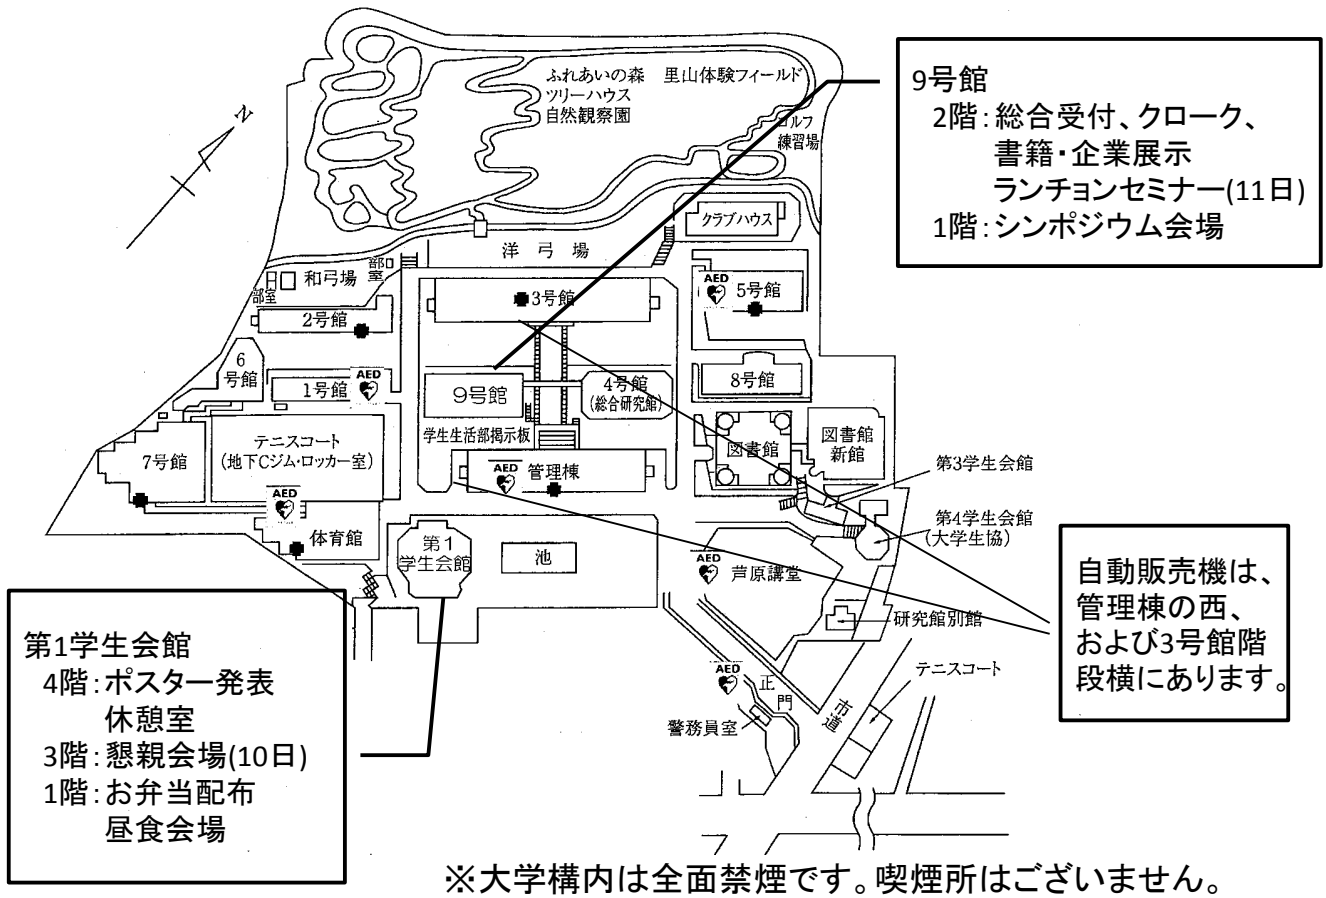 ふれあいの森 里山体験フィールド
ツリーハウス
自然観察園
ゴルフ
練習場
N
9号館
2階：総合受付、クローク、
書籍・企業展示
ランチョンセミナー(11日)
1階：シンポジウム会場
クラブハウス
洋弓場
部室
和弓場
部室
AED
5号館
3号館
2号館
6
号館
1号館
AED
9号館
4号館
(総合研究館)
8号館
学生生活部掲示板
テニスコート
(地下Cジム・ロッカー室)
7号館
AED
管理棟
図書館
図書館
新館
第3学生会館
AED
体育館
第1
学生会館
池
第4学生会館
(大学生協)
AED
芦原講堂
研究館別館
自動販売機は、
管理棟の西、
および3号館階
段横にあります。
第1学生会館
4階：ポスター発表
休憩室
3階：懇親会場(10日)
1階：お弁当配布
昼食会場
AED
正門
テニスコート
市道
警務員室
※大学構内は全面禁煙です。喫煙所はございません。